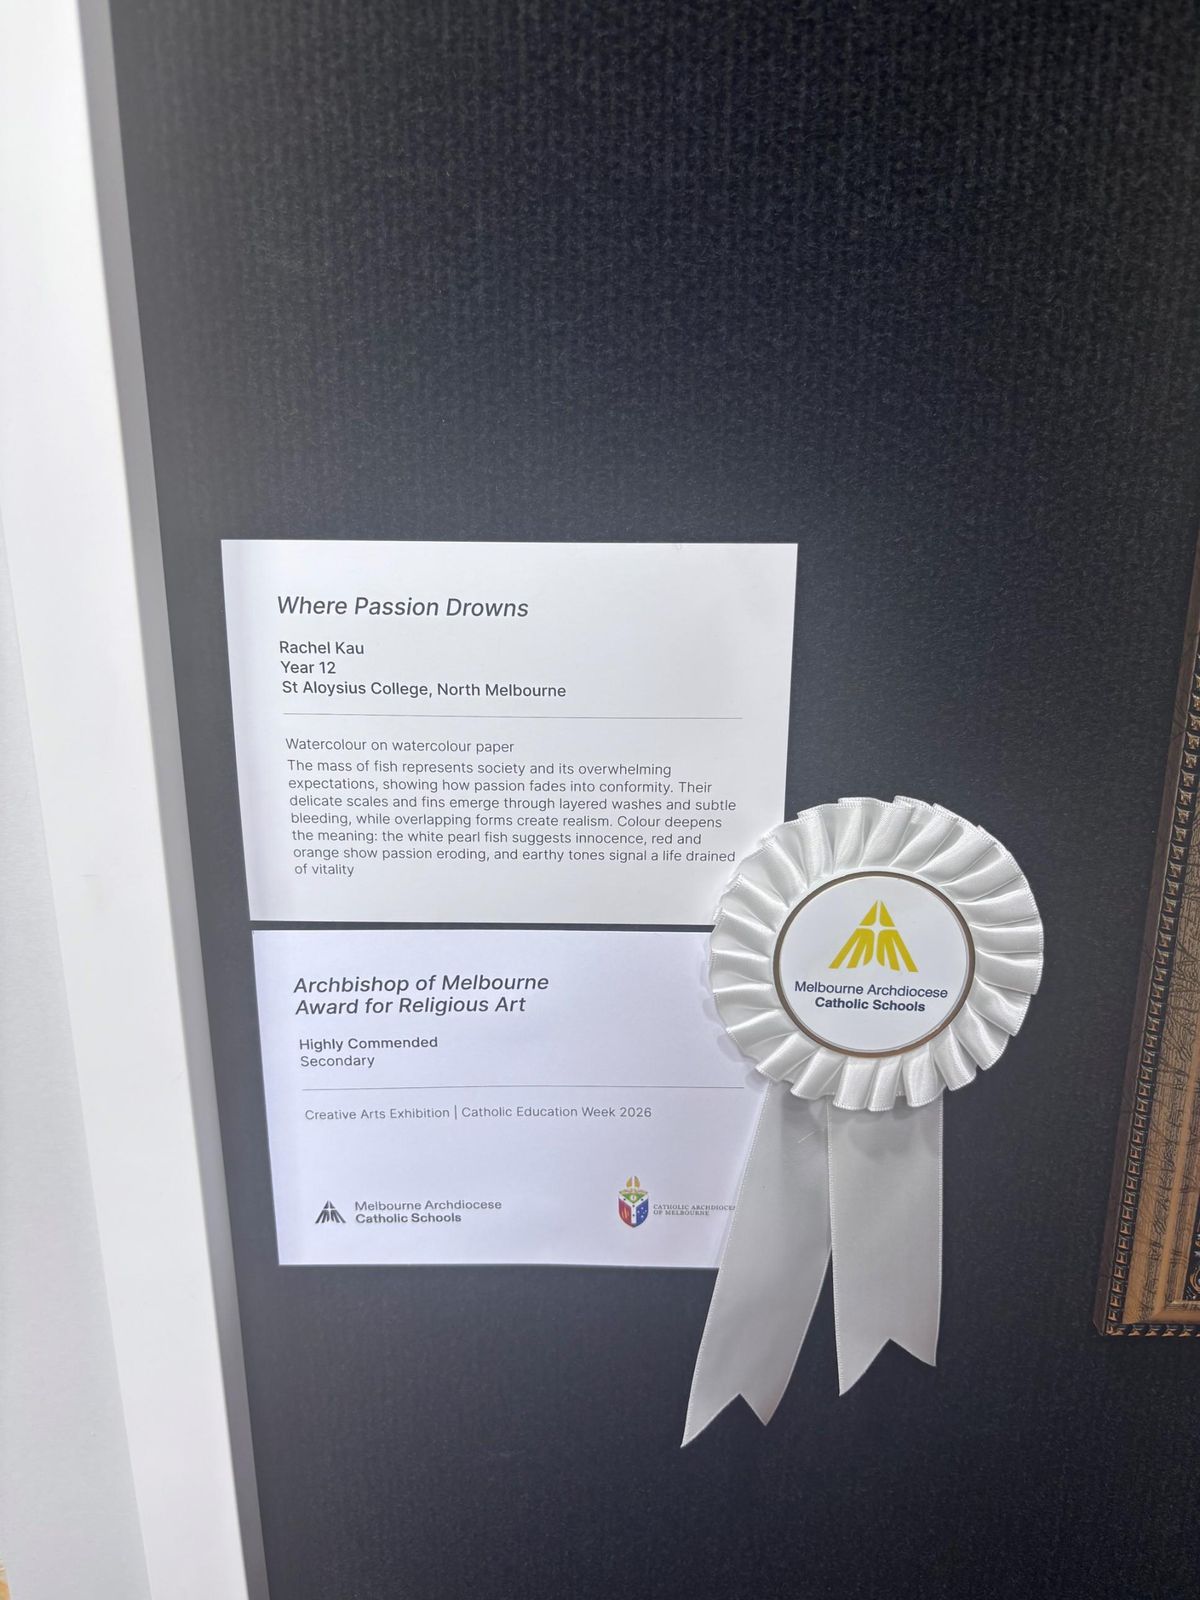 Where Passion Drowns
Rachel Kau
Year 12
St Aloysius College, North Melbourne
Watercolour on watercolour paper
The mass of fish represents society and its overwhelming
expectations, showing how passion fades into conformity. Their
delicate scales and fins emerge through layered washes and subtle
bleeding, while overlapping forms create realism. Colour deepens
the meaning: the white pearl fish suggests innocence, red and
orange show passion eroding, and earthy tones signal a life drained
of vitality
Archbishop of Melbourne
Award for Religious Art
Highly Commended
Secondary
Creative Arts Exhibition | Catholic Education Week 2026
Melbourne Archdiocese
Catholic Schools
CATHOLIC
OF MELBOURNE
Melbourne Archdiocese
Catholic Schools